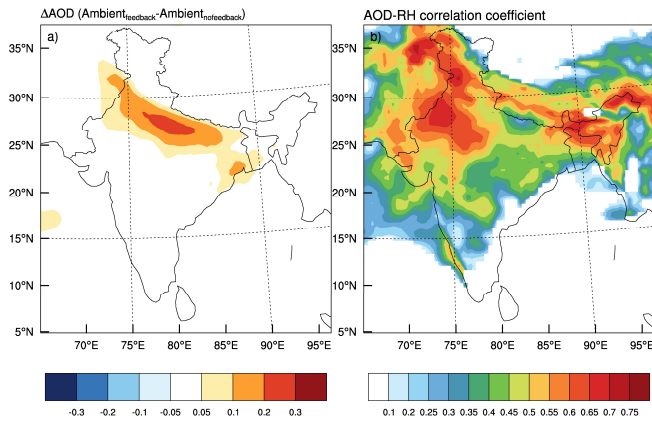 ΔAOD (Ambientfeedback-Ambientnofeedback)
AOD-RH correlation coefficient
a)
b)
35°N
30°N
25°N
20°N
15°N
10°N
5°N
35°N
30°N
25°N
20°N
15°N
10°N
5°N
70°E 75°E 80°E 85°E 90°E 95°E
70°E 75°E 80°E 85°E 90°E 95°E
-0.3 -0.2 -0.1 -0.05 0.05 0.1 0.2 0.3
0.1 0.2 0.25 0.3 0.35 0.4 0.45 0.5 0.55 0.6 0.65 0.7 0.75